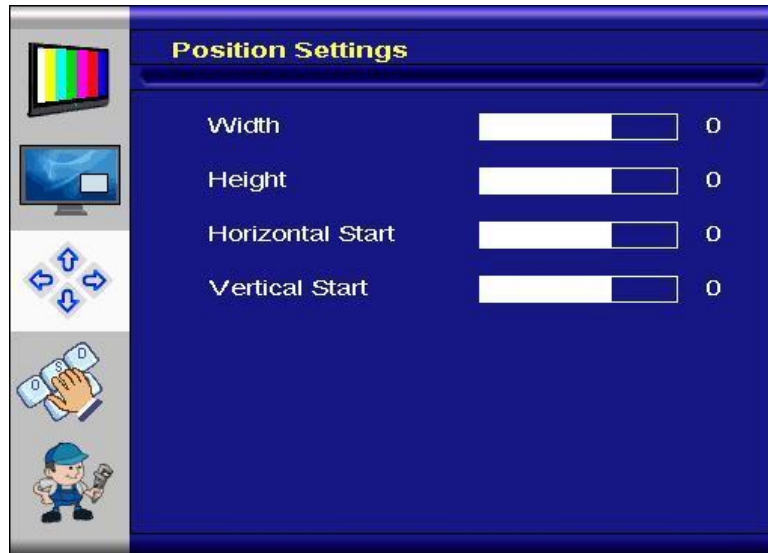 Position Settings
Width 0
Height 0
Horizontal Start 0
Vertical Start 0
O S D